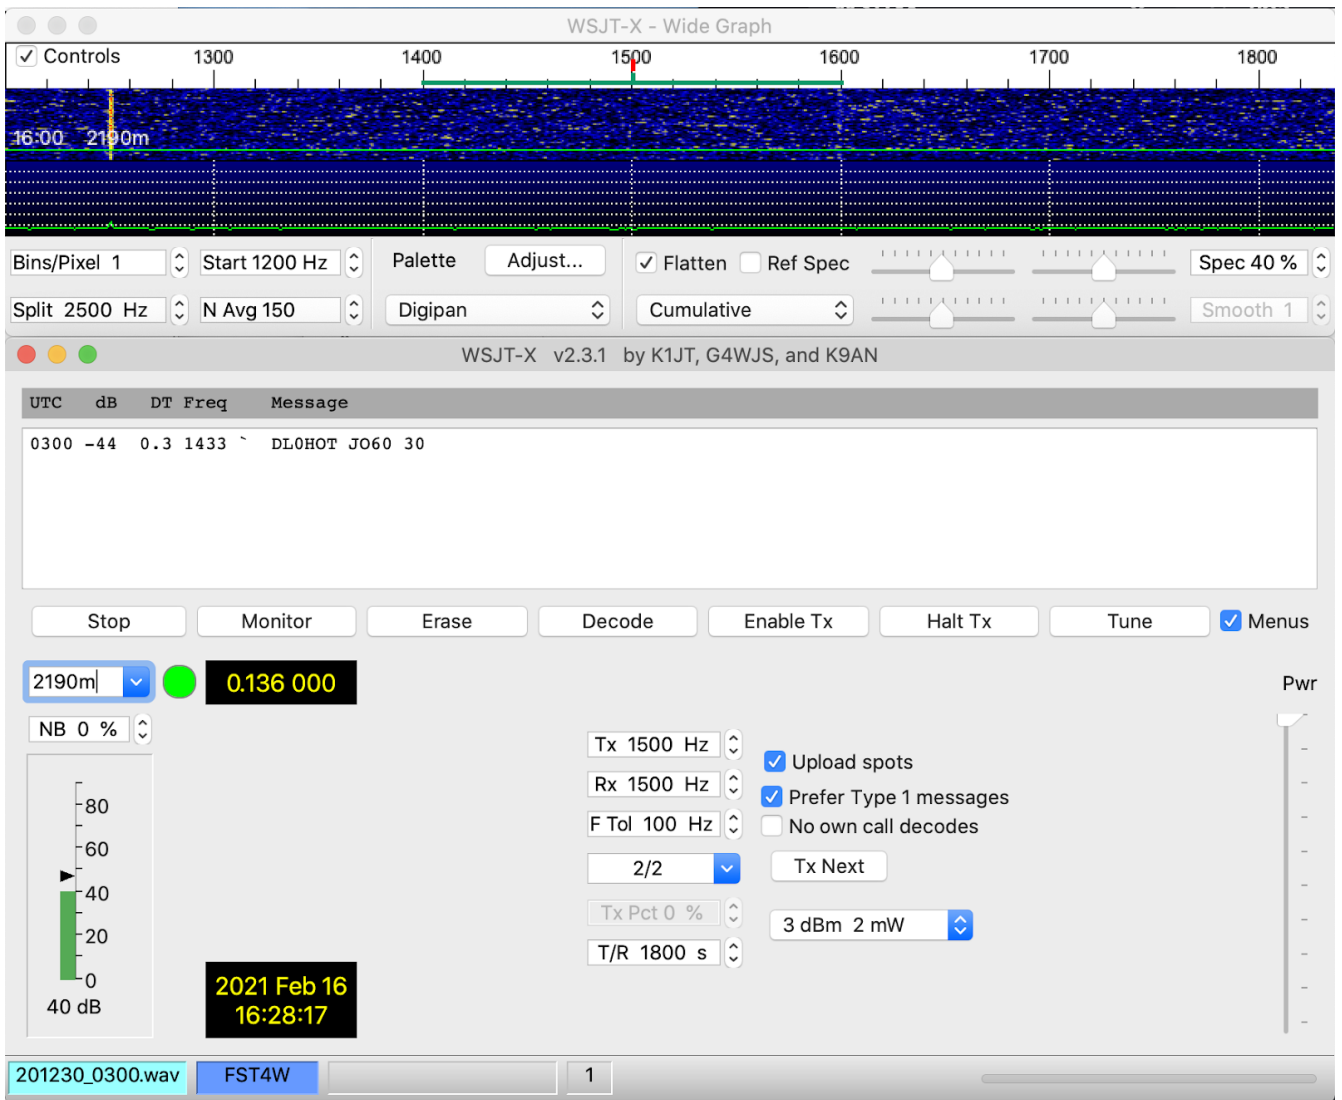 WSJT-X - Wide Graph
Controls 1300 1400 1500 1600 1700 1800
16:00 2190m
Bins/Pixel 1 Start 1200 Hz Palette Adjust... Flatten Ref Spec Spec 40 %
Split 2500 Hz N Avg 150 Digipan Cumulative Smooth 1
WSJT-X v2.3.1 by K1JT, G4WJS, and K9AN
UTC dB DT Freq Message
0300 -44 0.3 1433 ` DL0HOT JO60 30
Stop Monitor Erase Decode Enable Tx Halt Tx Tune Menus
2190m 0.136 000 Pwr
NB 0 %
Tx 1500 Hz Upload spots
Rx 1500 Hz Prefer Type 1 messages
F Tol 100 Hz No own call decodes
2/2 Tx Next
Tx Pct 0 % 3 dBm 2 mW
T/R 1800 s
80
60
40
20
0
40 dB
2021 Feb 16
16:28:17
201230_0300.wav FST4W 1